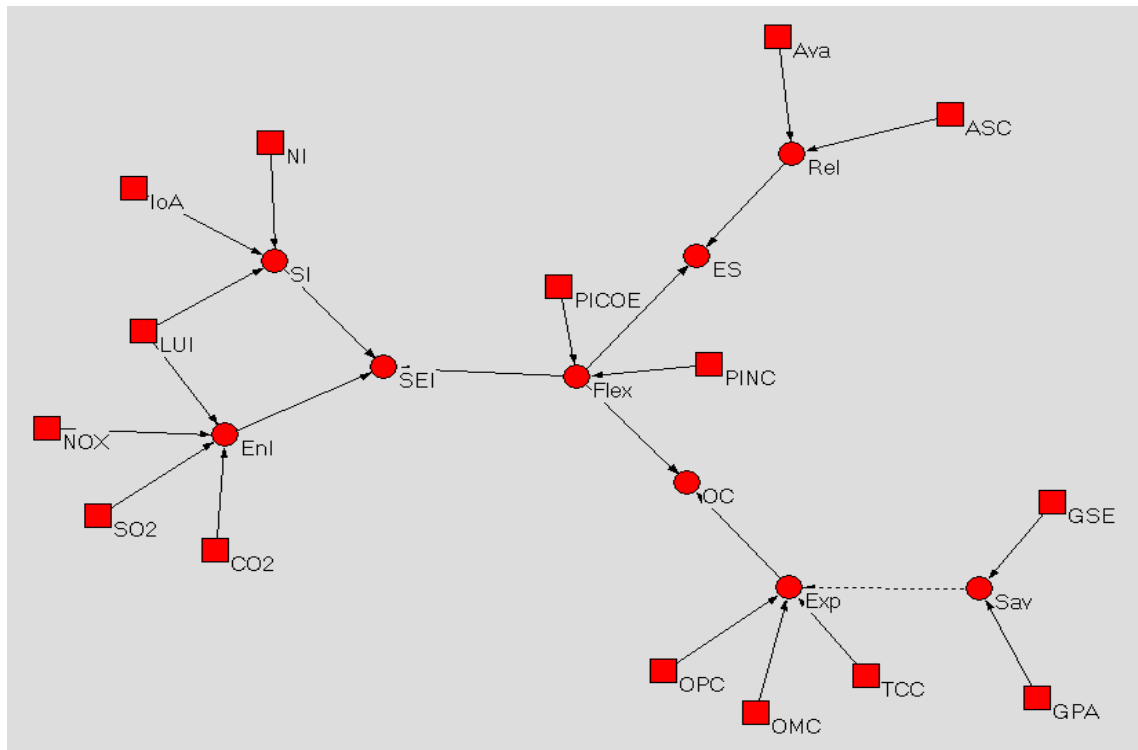 Ava
ASC
NI
Rel
IoA
SI
ES
PICOE
LUI
SEI
Flex
PINC
NOX
EnI
OC
GSE
SO2
CO2
Exp
Sav
OPC
TCC
OMC
GPA